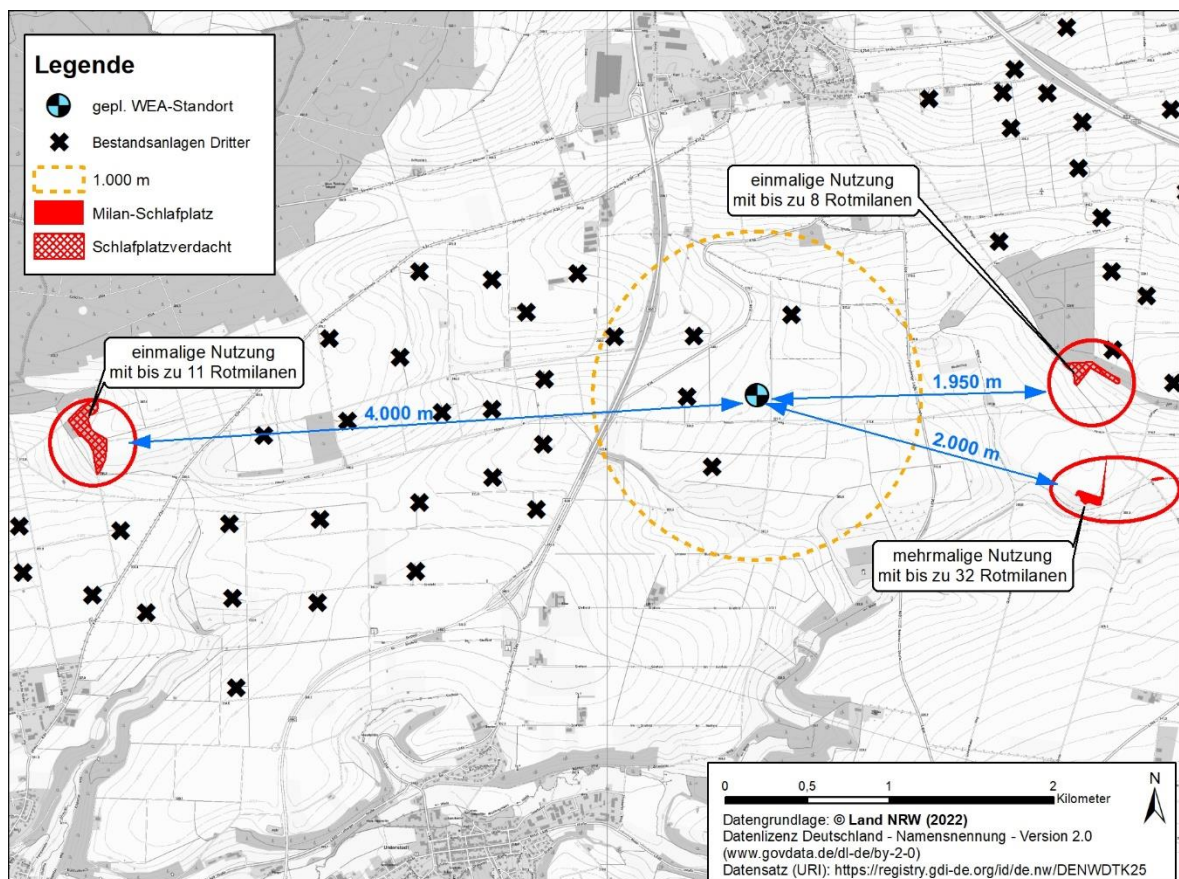 Legende
gepl. WEA-Standort
Bestandsanlagen Dritter
1.000 m
Milan-Schlafplatz
Schlafplatzverdacht
einmalige Nutzung
mit bis zu 8 Rotmilanen
einmalige Nutzung
mit bis zu 11 Rotmilanen
4.000 m
1.950 m
2.000 m
mehrmalige Nutzung
mit bis zu 32 Rotmilanen
0 0,5 1 2
Kilometer
N
Datengrundlage: © Land NRW (2022)
Datenlizenz Deutschland - Namensnennung - Version 2.0
(www.govdata.de/dl-de/by-2-0)
Datensatz (URI): https://registry.gdi-de.org/id/de.nw/DENWDTK25